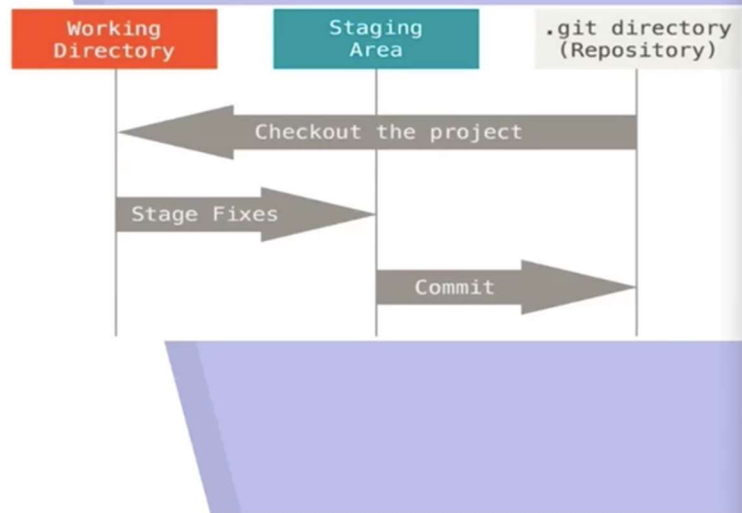 Working
Directory
Staging
Area
.git directory
(Repository)
Checkout the project
Stage Fixes
Commit